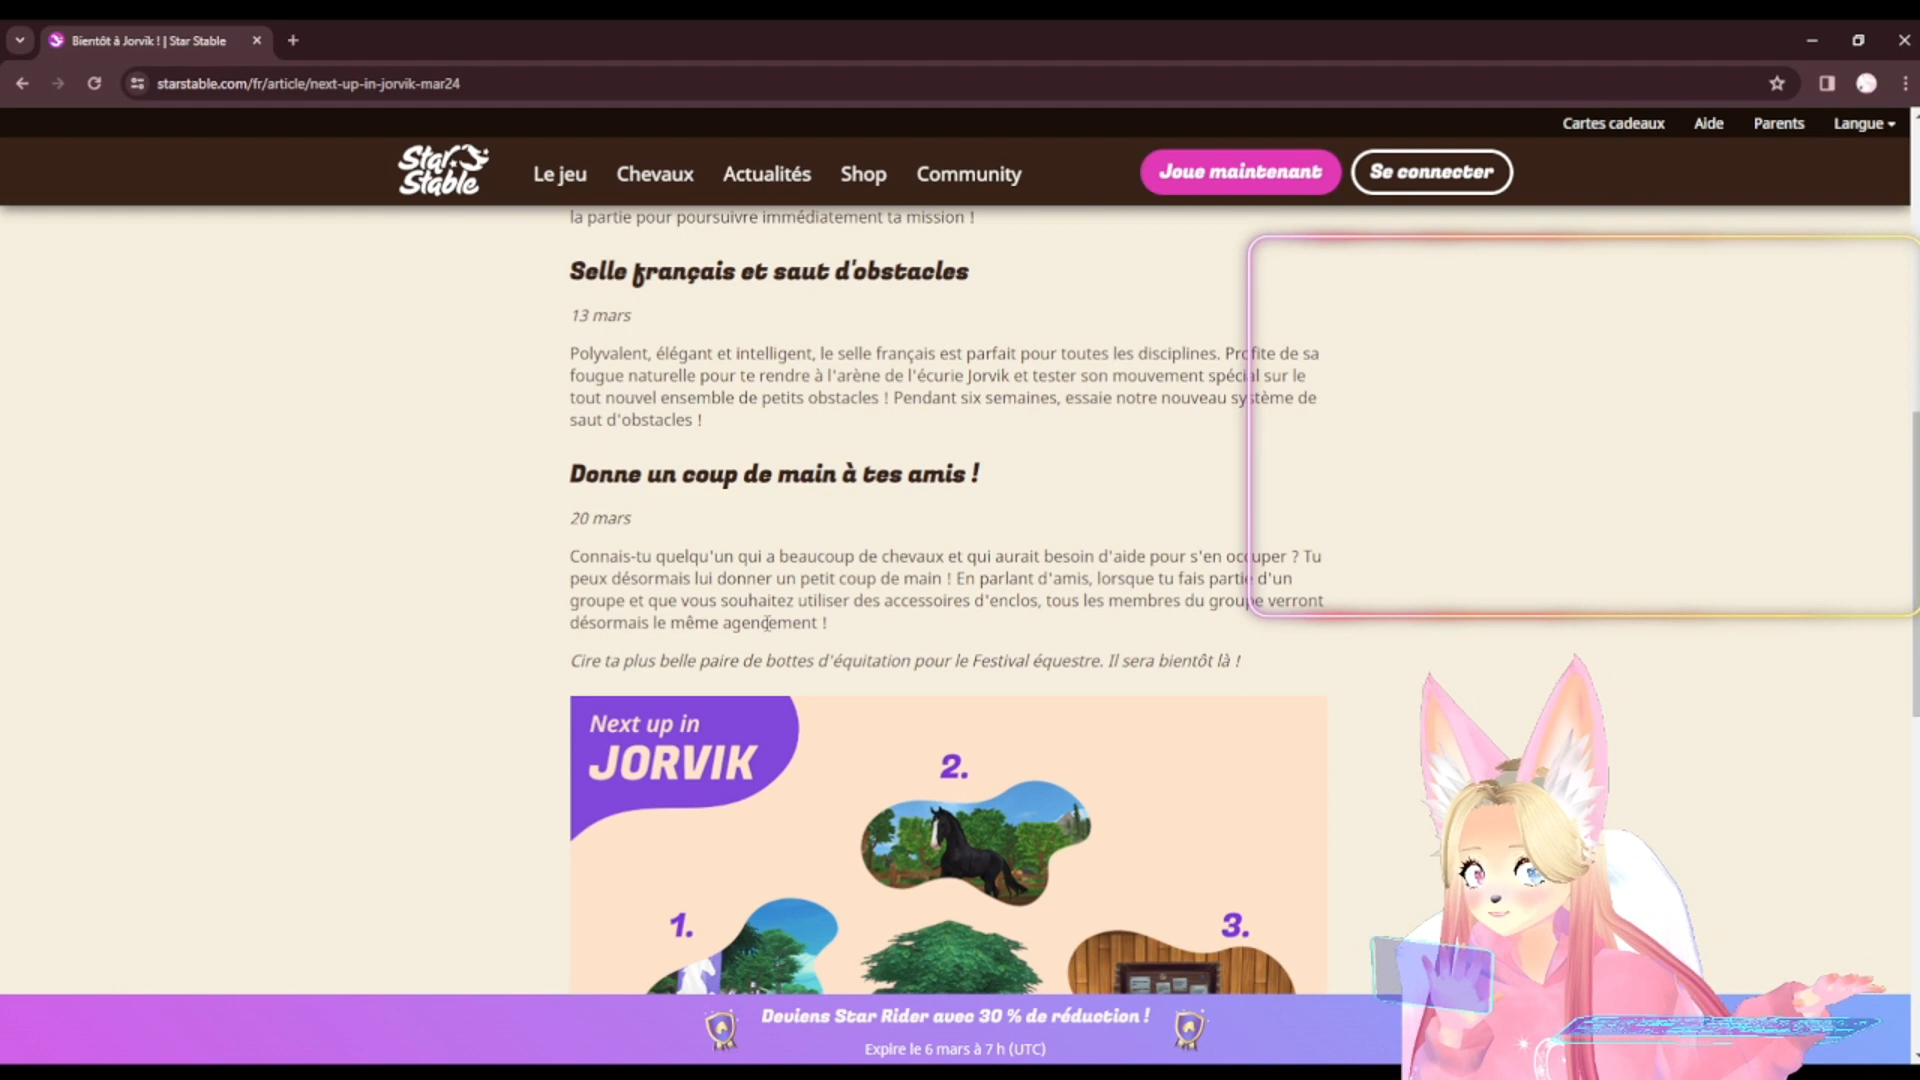 Bientôt à Jorvik ! | Star Stable
starstable.com/fr/article/next-up-in-jorvik-mar24
Cartes cadeaux Aide Parents Langue
Star Stable
Le jeu Chevaux Actualités Shop Community Joue maintenant Se connecter
la partie pour poursuivre immédiatement ta mission !
Selle français et saut d'obstacles
13 mars
Polyvalent, élégant et intelligent, le selle français est parfait pour toutes les disciplines. Profite de sa
fougue naturelle pour te rendre à l'arène de l'écurie Jorvik et tester son mouvement spécial sur le
tout nouvel ensemble de petits obstacles ! Pendant six semaines, essaie notre nouveau système de
saut d'obstacles !
Donne un coup de main à tes amis !
20 mars
Connais-tu quelqu'un qui a beaucoup de chevaux et qui aurait besoin d'aide pour s'en occuper ? Tu
peux désormais lui donner un petit coup de main ! En parlant d'amis, lorsque tu fais partie d'un
groupe et que vous souhaitez utiliser des accessoires d'enclos, tous les membres du groupe verront
désormais le même agencement !
Cire ta plus belle paire de bottes d'équitation pour le Festival équestre. Il sera bientôt là !
Next up in
JORVIK
2.
1.
3.
Deviens Star Rider avec 30 % de réduction !
Expire le 6 mars à 7 h (UTC)